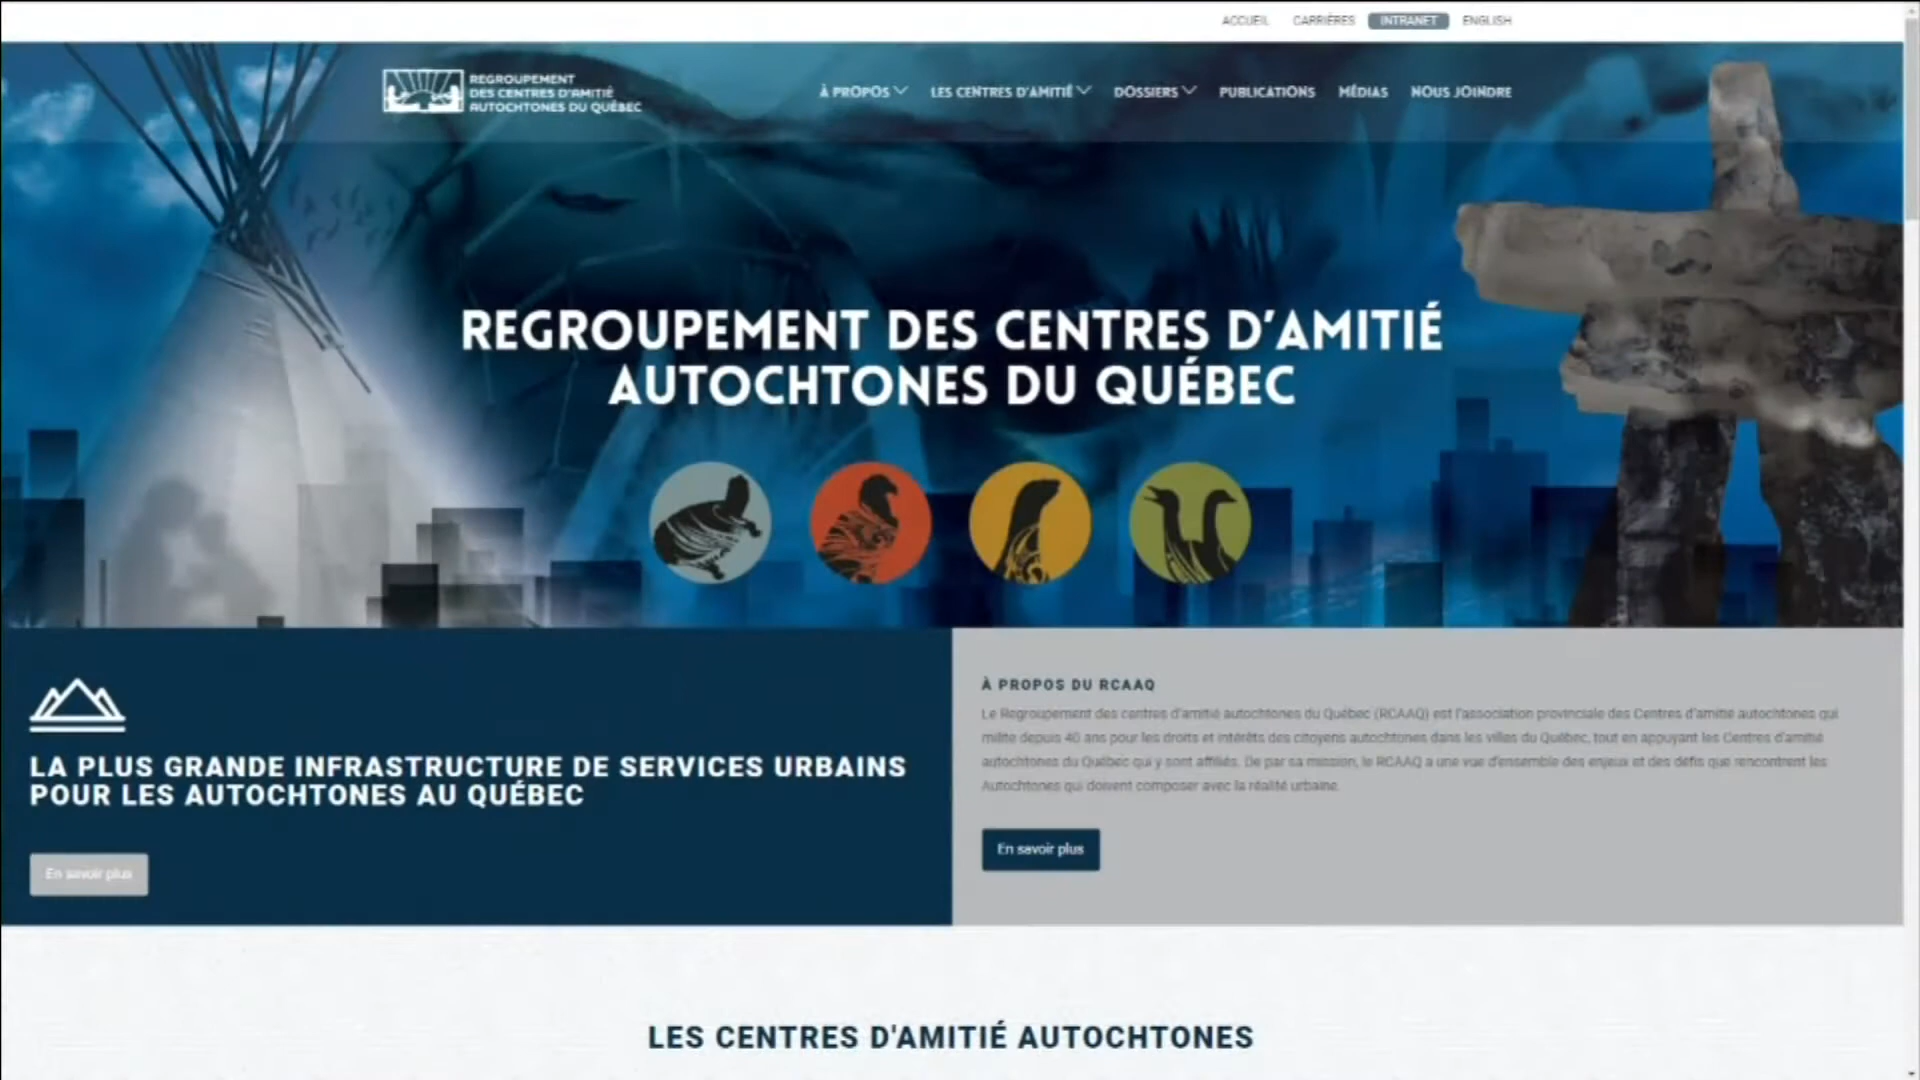 ACCUEIL CARRIÈRES INTRANET ENGLISH
REGROUPEMENT
DES CENTRES D'AMITIÉ
AUTOCHTONES DU QUÉBEC
À PROPOS LES CENTRES D'AMITIÉ DOSSIERS PUBLICATIONS MÉDIAS NOUS JOINDRE
REGROUPEMENT DES CENTRES D'AMITIÉ
AUTOCHTONES DU QUÉBEC
LA PLUS GRANDE INFRASTRUCTURE DE SERVICES URBAINS
POUR LES AUTOCHTONES AU QUÉBEC
En savoir plus
À PROPOS DU RCAAQ
Le Regroupement des centres d'amitié autochtones du Québec (RCAAQ) est l'association provinciale des Centres d'amitié autochtones qui
milite depuis 40 ans pour les droits et intérêts des citoyens autochtones dans les villes du Québec, tout en appuyant les Centres d'amitié
autochtones du Québec qui y sont affiliés. De par sa mission, le RCAAQ a une vue d'ensemble des enjeux et des défis que rencontrent les
Autochtones qui doivent composer avec la réalité urbaine.
En savoir plus
LES CENTRES D'AMITIÉ AUTOCHTONES